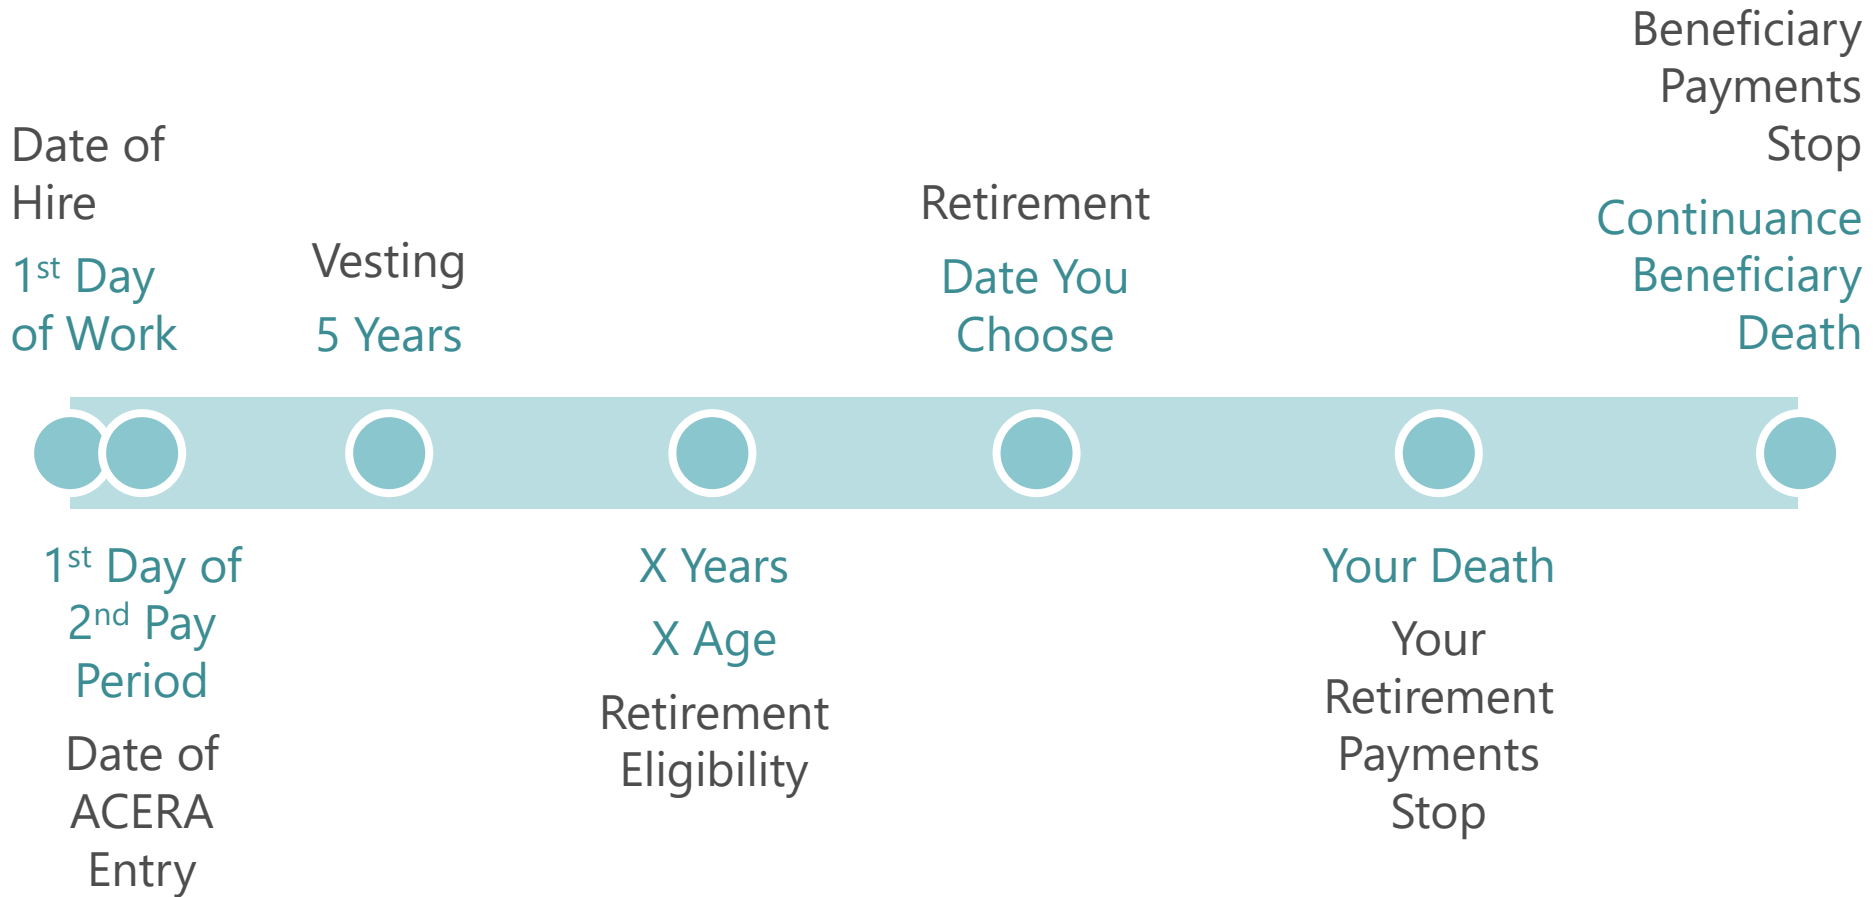 Date of
Hire
1st Day
of Work
1st Day of
2nd Pay
Period
Date of
ACERA
Entry
Vesting
5 Years
X Years
X Age
Retirement
Eligibility
Retirement
Date You
Choose
Your Death
Your
Retirement
Payments
Stop
Beneficiary
Payments
Stop
Continuance
Beneficiary
Death